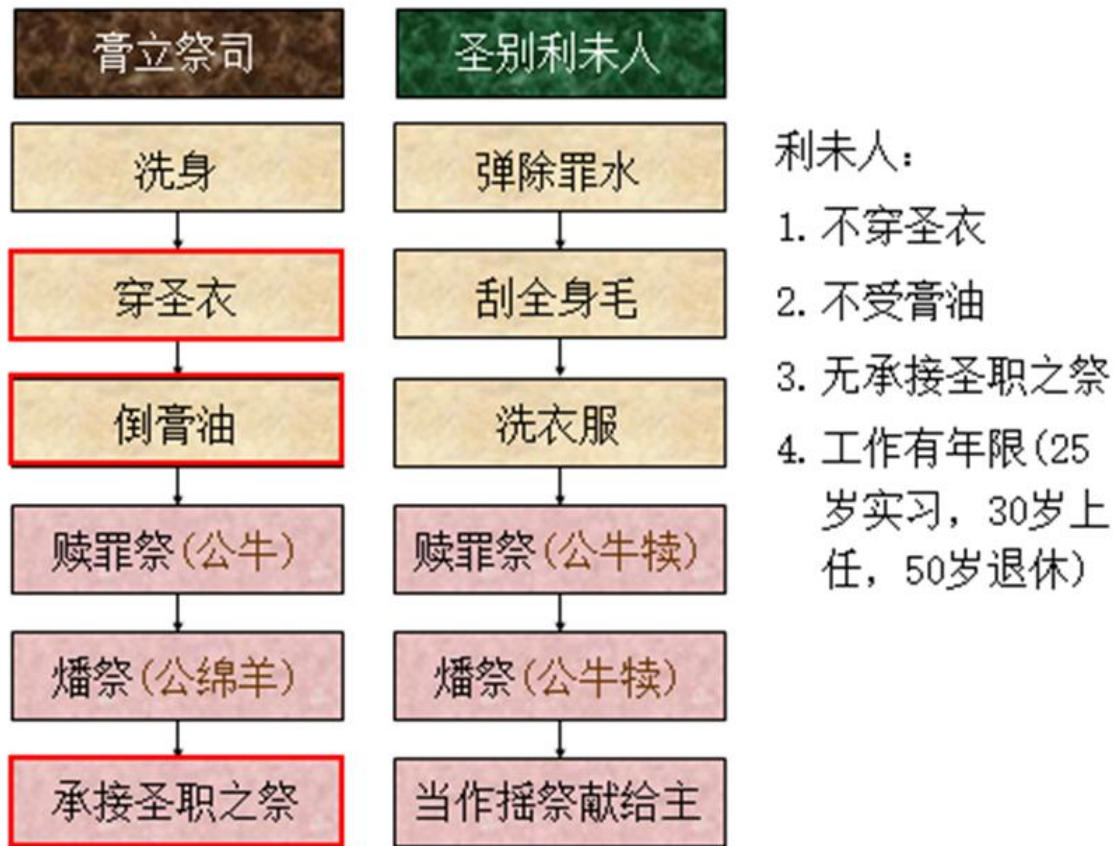 膏立祭司
洗身
穿圣衣
倒膏油
赎罪祭(公牛)
燔祭(公绵羊)
承接圣职之祭
圣别利未人
弹除罪水
刮全身毛
洗衣服
赎罪祭(公牛犊)
燔祭(公牛犊)
当作摇祭献给主
利未人：
1. 不穿圣衣
2. 不受膏油
3. 无承接圣职之祭
4. 工作有年限(25
岁实习，30岁上
任，50岁退休)